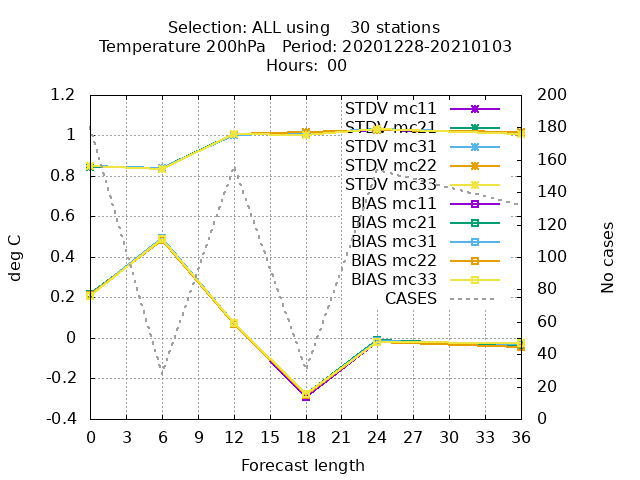 Selection: ALL using    30 stations
Temperature 200hPa   Period: 20201228-20210103
Hours:  00
1.2
1
0.8
0.6
0.4
0.2
0
-0.2
-0.4
deg C
STDV mc11
STDV mc21
STDV mc31
STDV mc22
STDV mc33
BIAS mc11
BIAS mc21
BIAS mc31
BIAS mc22
BIAS mc33
CASES
200
180
160
140
120
100
80
60
40
20
0
No cases
0 3 6 9 12 15 18 21 24 27 30 33 36
Forecast length